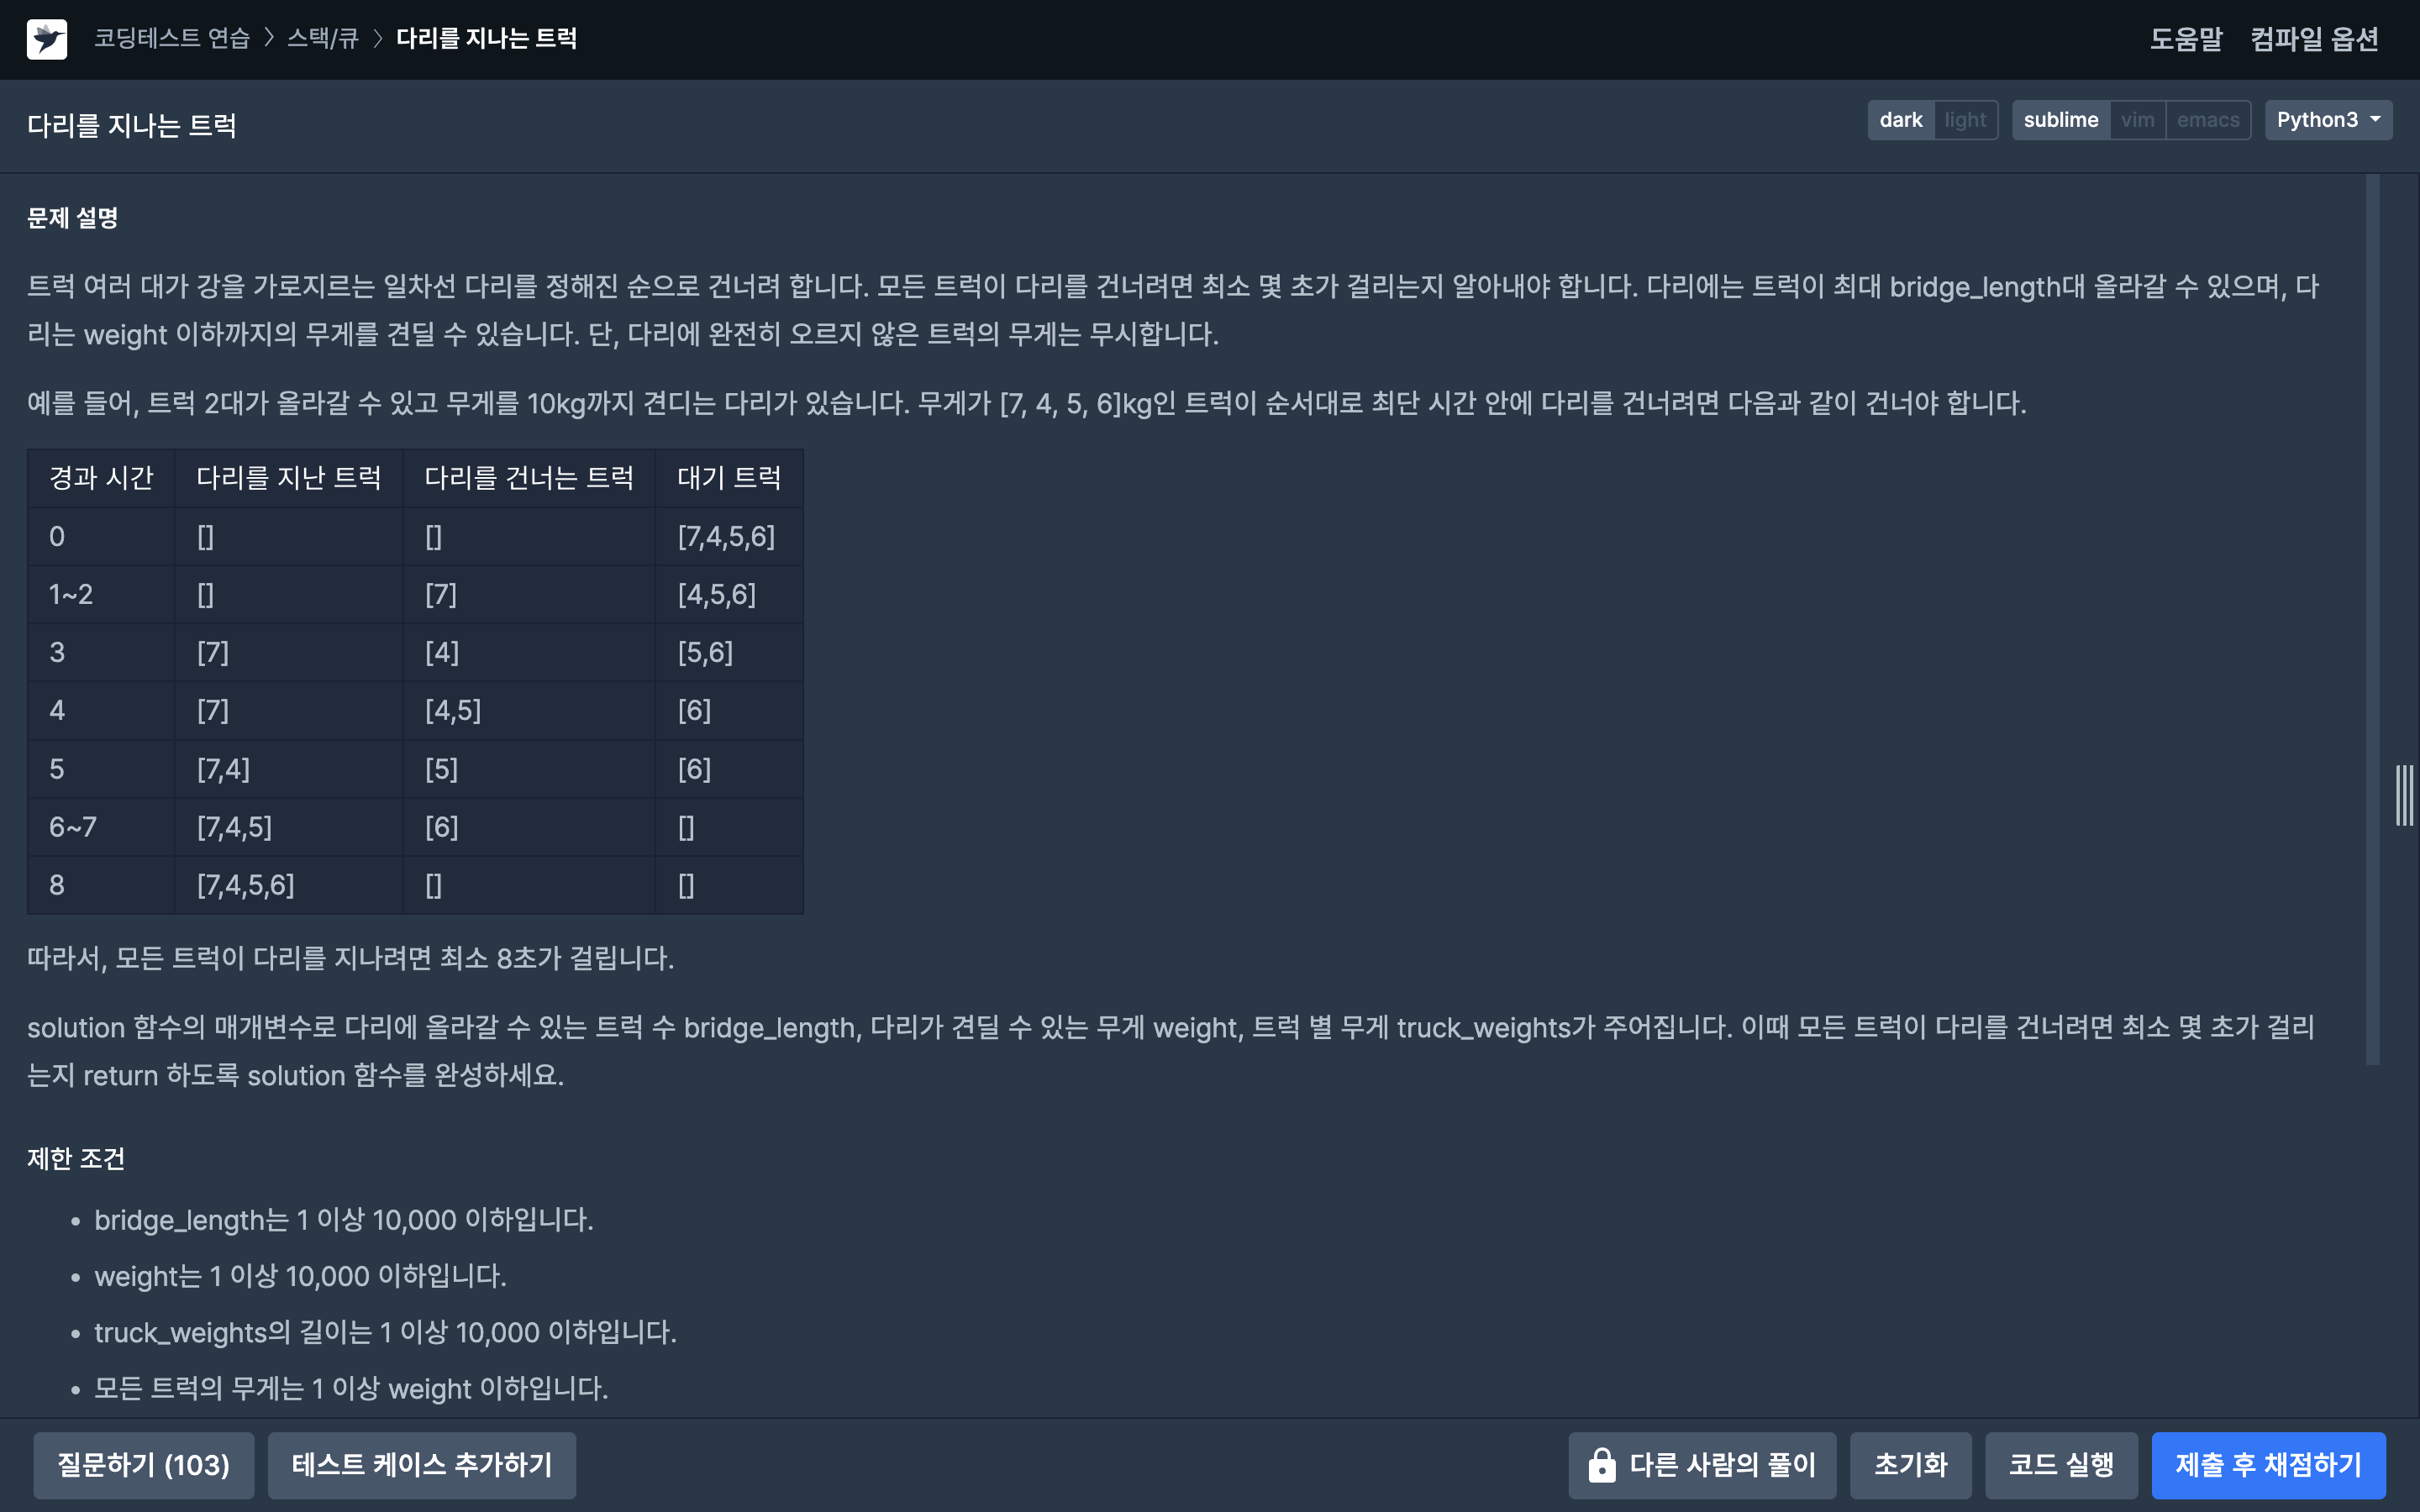 코딩테스트 연습 > 스택/큐 > 다리를 지나는 트럭
도움말 컴파일 옵션
다리를 지나는 트럭
dark light sublime vim emacs Python3
문제 설명
트럭 여러 대가 강을 가로지르는 일차선 다리를 정해진 순으로 건너려 합니다. 모든 트럭이 다리를 건너려면 최소 몇 초가 걸리는지 알아내야 합니다. 다리에는 트럭이 최대 bridge_length대 올라갈 수 있으며, 다
리는 weight 이하까지의 무게를 견딜 수 있습니다. 단, 다리에 완전히 오르지 않은 트럭의 무게는 무시합니다.
예를 들어, 트럭 2대가 올라갈 수 있고 무게를 10kg까지 견디는 다리가 있습니다. 무게가 [7, 4, 5, 6]kg인 트럭이 순서대로 최단 시간 안에 다리를 건너려면 다음과 같이 건너야 합니다.
경과 시간 다리를 지난 트럭 다리를 건너는 트럭 대기 트럭
0 [] [] [7,4,5,6]
1~2 [] [7] [4,5,6]
3 [7] [4] [5,6]
4 [7] [4,5] [6]
5 [7,4] [5] [6]
6~7 [7,4,5] [6] []
8 [7,4,5,6] [] []
따라서, 모든 트럭이 다리를 지나려면 최소 8초가 걸립니다.
solution 함수의 매개변수로 다리에 올라갈 수 있는 트럭 수 bridge_length, 다리가 견딜 수 있는 무게 weight, 트럭 별 무게 truck_weights가 주어집니다. 이때 모든 트럭이 다리를 건너려면 최소 몇 초가 걸리
는지 return 하도록 solution 함수를 완성하세요.
제한 조건
• bridge_length는 1 이상 10,000 이하입니다.
• weight는 1 이상 10,000 이하입니다.
• truck_weights의 길이는 1 이상 10,000 이하입니다.
• 모든 트럭의 무게는 1 이상 weight 이하입니다.
질문하기 (103) 테스트 케이스 추가하기 다른 사람의 풀이 초기화 코드 실행 제출 후 채점하기